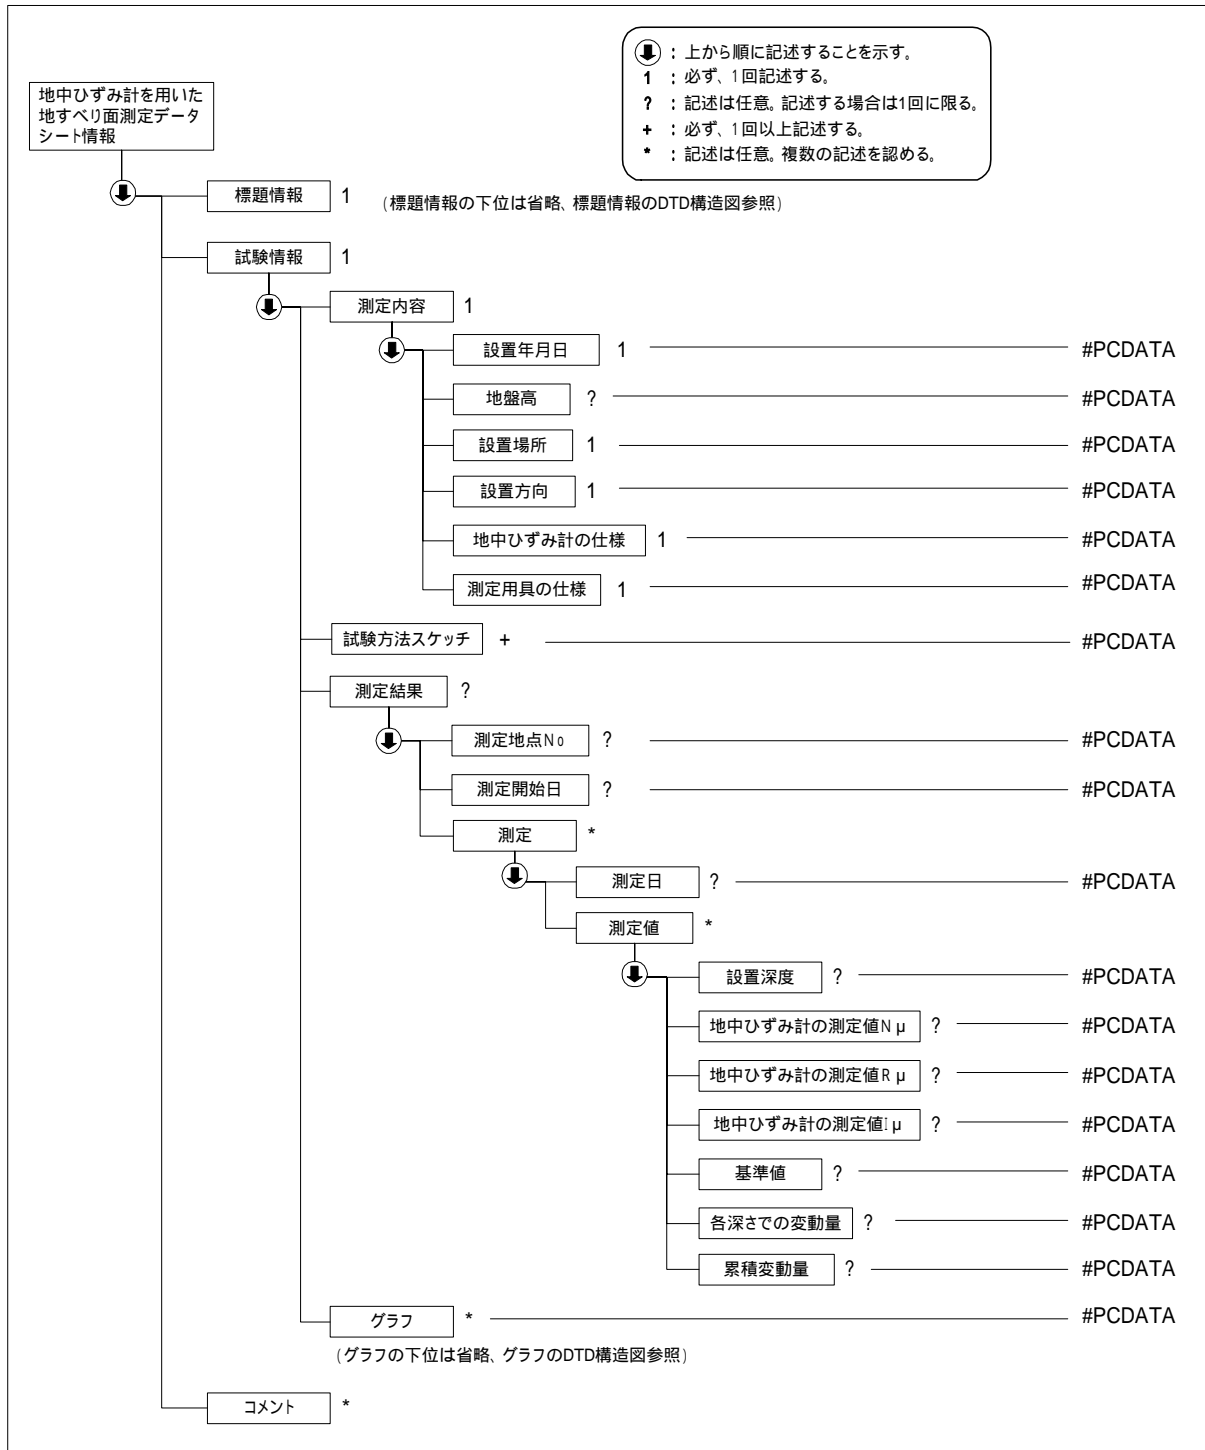 : 上から順に記述することを示す。
1 : 必ず、1回記述する。
? : 記述は任意。記述する場合は1回に限る。
+ : 必ず、1回以上記述する。
* : 記述は任意。複数の記述を認める。
地中ひずみ計を用いた
地すべり面測定データ
シート情報
標題情報 1 (標題情報の下位は省略、標題情報のDTD構造図参照)
試験情報 1
測定内容 1
設置年月日 1 #PCDATA
地盤高 ? #PCDATA
設置場所 1 #PCDATA
設置方向 1 #PCDATA
地中ひずみ計の仕様 1 #PCDATA
測定用具の仕様 1 #PCDATA
試験方法スケッチ + #PCDATA
測定結果 ?
測定地点No ? #PCDATA
測定開始日 ? #PCDATA
測定 *
測定日 ? #PCDATA
測定値 *
設置深度 ? #PCDATA
地中ひずみ計の測定値Nμ ? #PCDATA
地中ひずみ計の測定値Rμ ? #PCDATA
地中ひずみ計の測定値Iμ ? #PCDATA
基準値 ? #PCDATA
各深さでの変動量 ? #PCDATA
累積変動量 ? #PCDATA
グラフ * #PCDATA
(グラフの下位は省略、グラフのDTD構造図参照)
コメント *